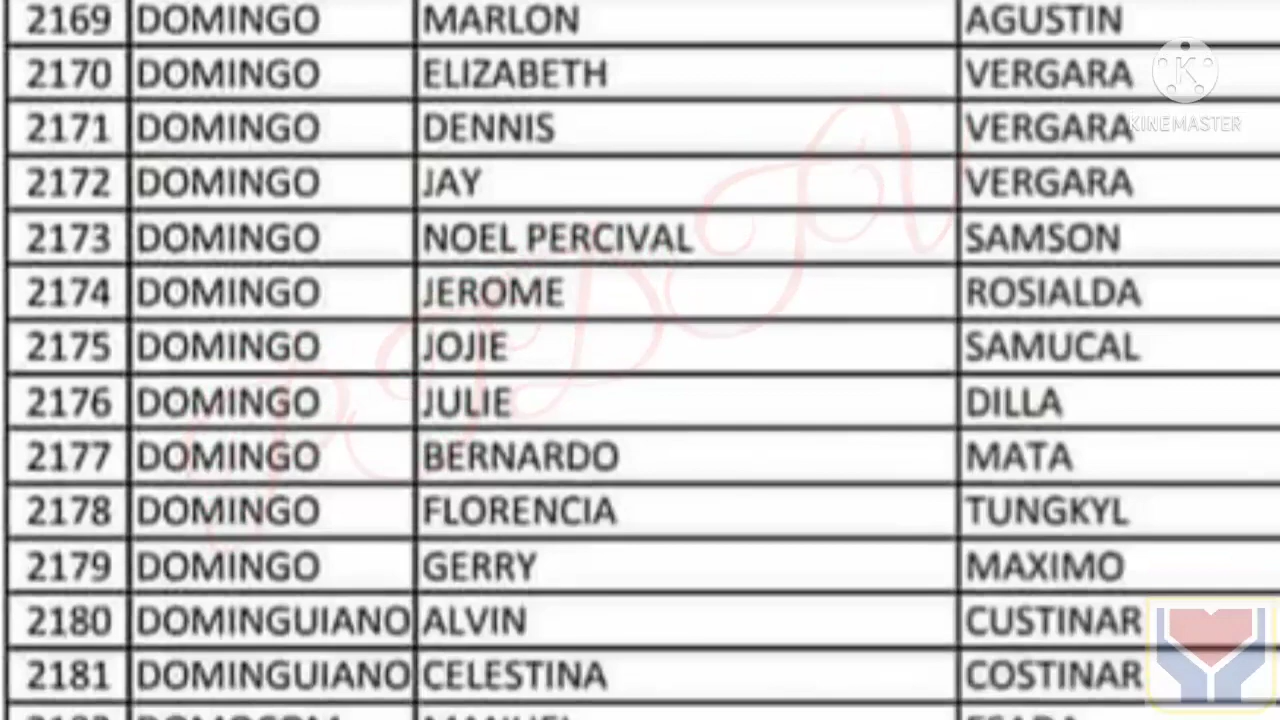 2169 DOMINGO MARLON AGUSTIN
2170 DOMINGO ELIZABETH VERGARA
2171 DOMINGO DENNIS VERGARA
2172 DOMINGO JAY VERGARA
2173 DOMINGO NOEL PERCIVAL SAMSON
2174 DOMINGO JEROME ROSIALDA
2175 DOMINGO JOJIE SAMUCAL
2176 DOMINGO JULIE DILLA
2177 DOMINGO BERNARDO MATA
2178 DOMINGO FLORENCIA TUNGKYL
2179 DOMINGO GERRY MAXIMO
2180 DOMINGUIANO ALVIN CUSTINAR
2181 DOMINGUIANO CELESTINA COSTINAR
K
KINEMASTER